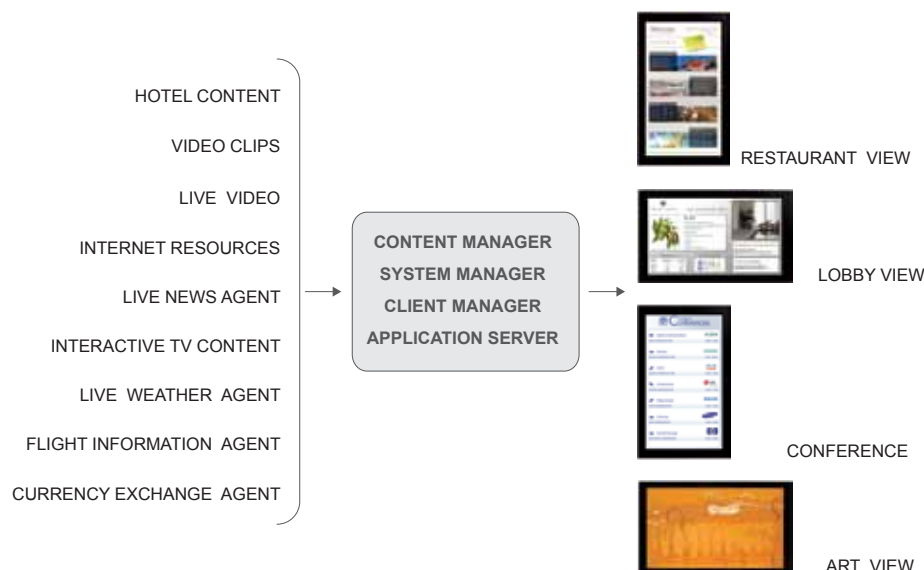 HOTEL CONTENT
VIDEO CLIPS
LIVE VIDEO
INTERNET RESOURCES
LIVE NEWS AGENT
INTERACTIVE TV CONTENT
LIVE WEATHER AGENT
FLIGHT INFORMATION AGENT
CURRENCY EXCHANGE AGENT
CONTENT MANAGER
SYSTEM MANAGER
CLIENT MANAGER
APPLICATION SERVER
RESTAURANT VIEW
LOBBY VIEW
CONFERENCE
ART VIEW